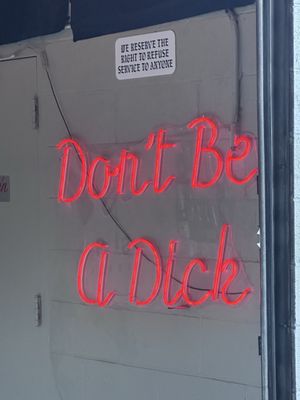 WE RESERVE THE
RIGHT TO REFUSE
SERVICE TO ANYONE
Don't Be
A Dick